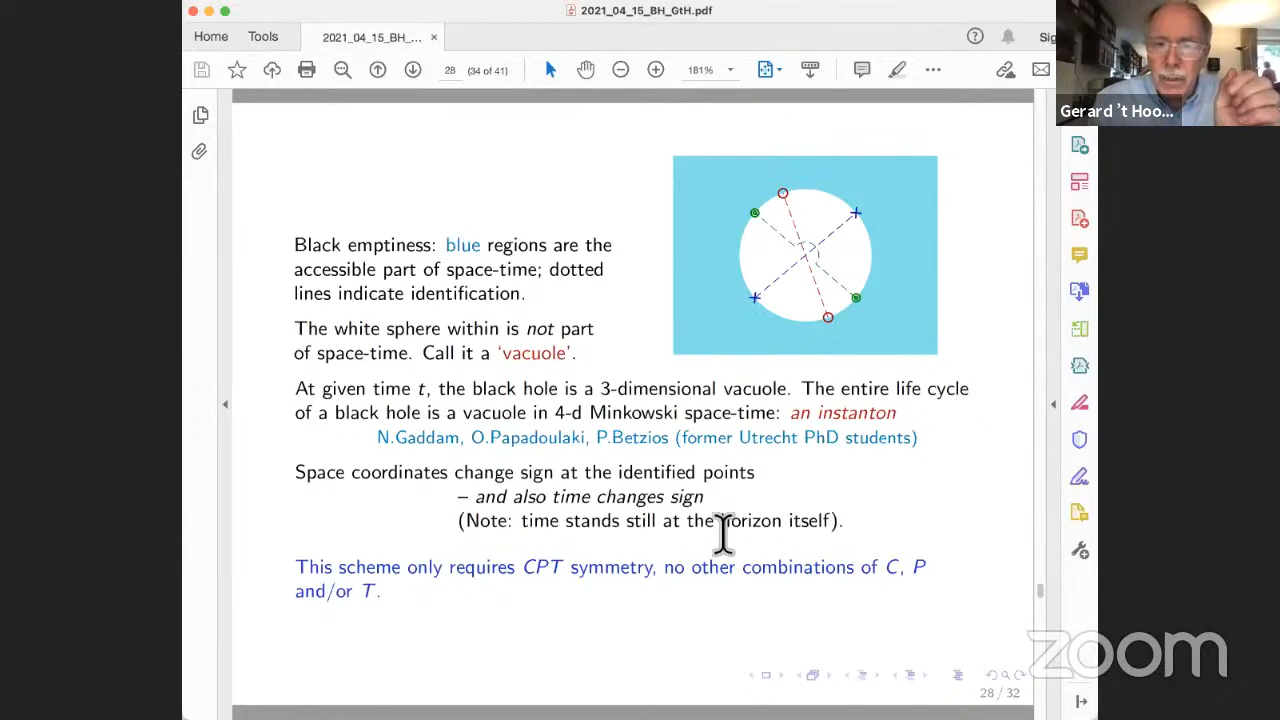 2021_04_15_BH_GtH.pdf
Home Tools 2021_04_15_BH_... × Sig
28 (34 of 41) 181%
Gerard 't Hoo...
Black emptiness: blue regions are the
accessible part of space-time; dotted
lines indicate identification.
The white sphere within is not part
of space-time. Call it a ‘vacuole’.
At given time t, the black hole is a 3-dimensional vacuole. The entire life cycle
of a black hole is a vacuole in 4-d Minkowski space-time: an instanton
N.Gaddam, O.Papadoulaki, P.Betzios (former Utrecht PhD students)
Space coordinates change sign at the identified points
– and also time changes sign
(Note: time stands still at the horizon itself).
This scheme only requires CPT symmetry, no other combinations of C, P
and/or T.
28 / 32
zoom